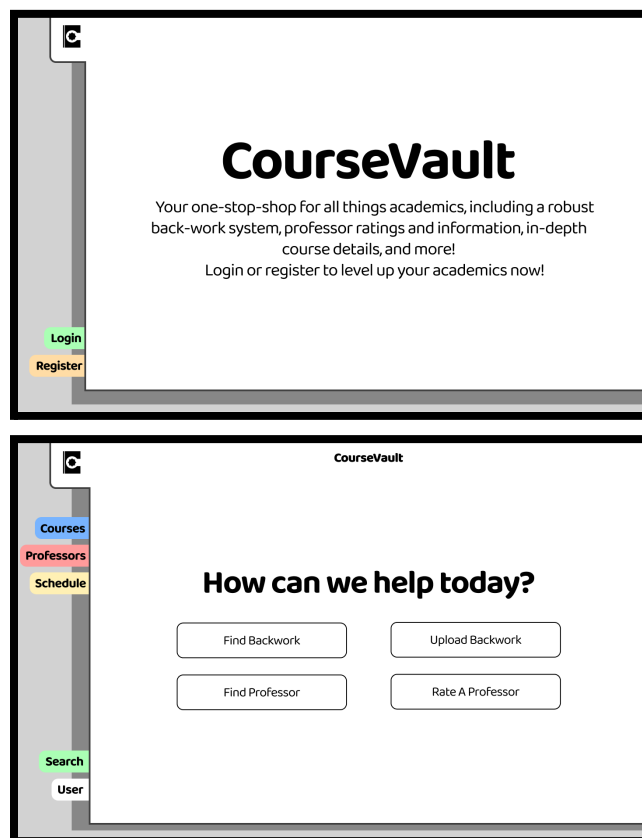 CourseVault
Your one-stop-shop for all things academics, including a robust
back-work system, professor ratings and information, in-depth
course details, and more!
Login or register to level up your academics now!
Login
Register
CourseVault
Courses
Professors
Schedule
How can we help today?
Find Backwork
Upload Backwork
Find Professor
Rate A Professor
Search
User